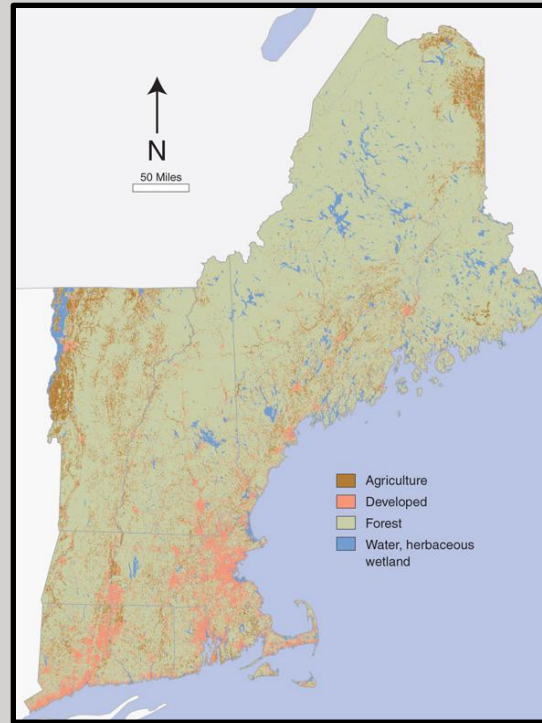 N
50 Miles
Agriculture
Developed
Forest
Water, herbaceous
wetland